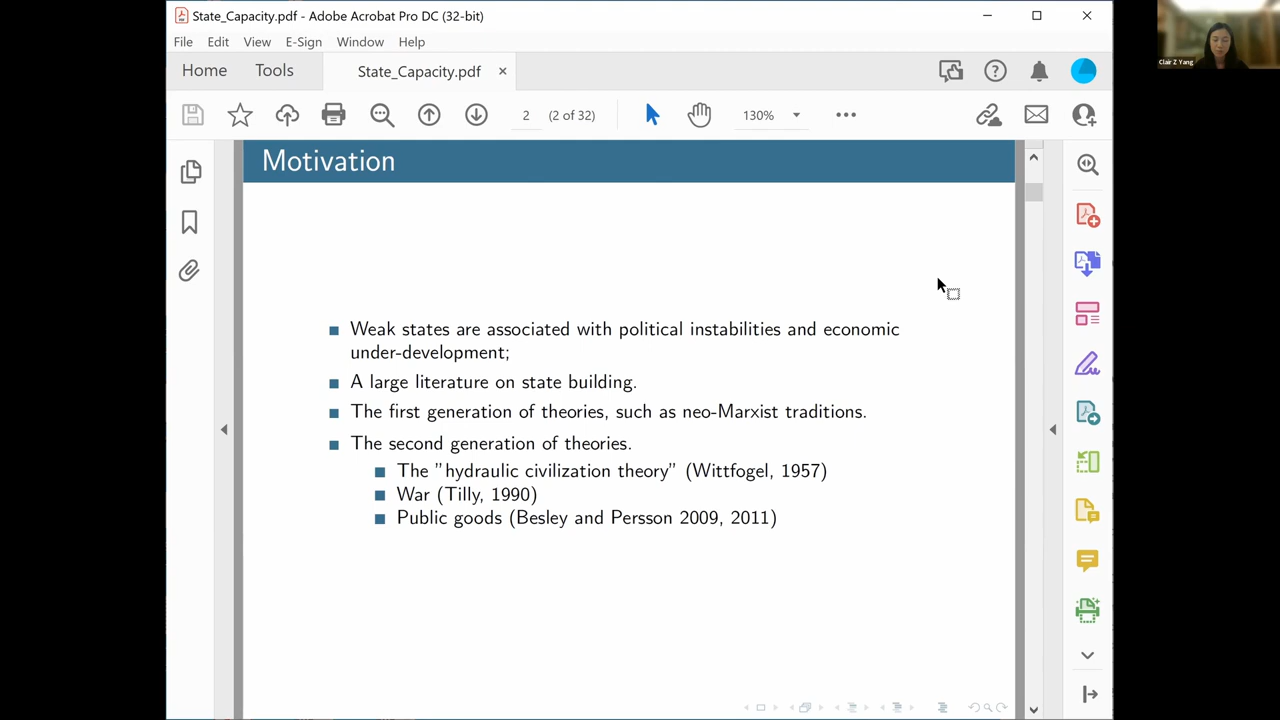 State_Capacity.pdf - Adobe Acrobat Pro DC (32-bit)
File Edit View E-Sign Window Help
Home Tools State_Capacity.pdf ×
2 (2 of 32) 130%
Motivation
Weak states are associated with political instabilities and economic
under-development;
A large literature on state building.
The first generation of theories, such as neo-Marxist traditions.
The second generation of theories.
The "hydraulic civilization theory" (Wittfogel, 1957)
War (Tilly, 1990)
Public goods (Besley and Persson 2009, 2011)
Clair Z Yang